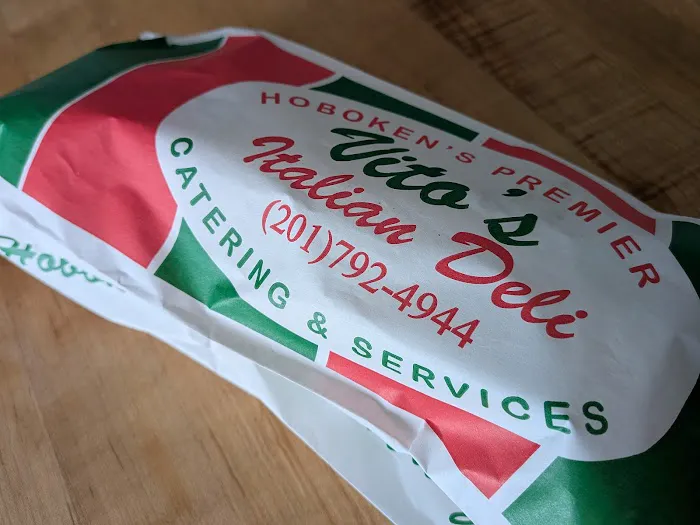 HOBOKEN'S PREMIER
Vito's
Italian Deli
(201)792-4944
CATERING & SERVICES